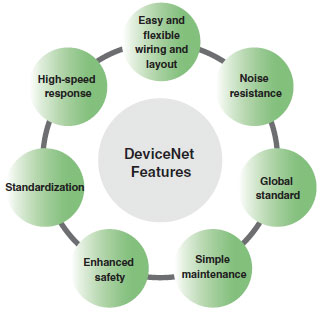 Easy and
flexible
wiring and
layout
Noise
resistance
Global
standard
Simple
maintenance
Enhanced
safety
Standardization
High-speed
response
DeviceNet
Features